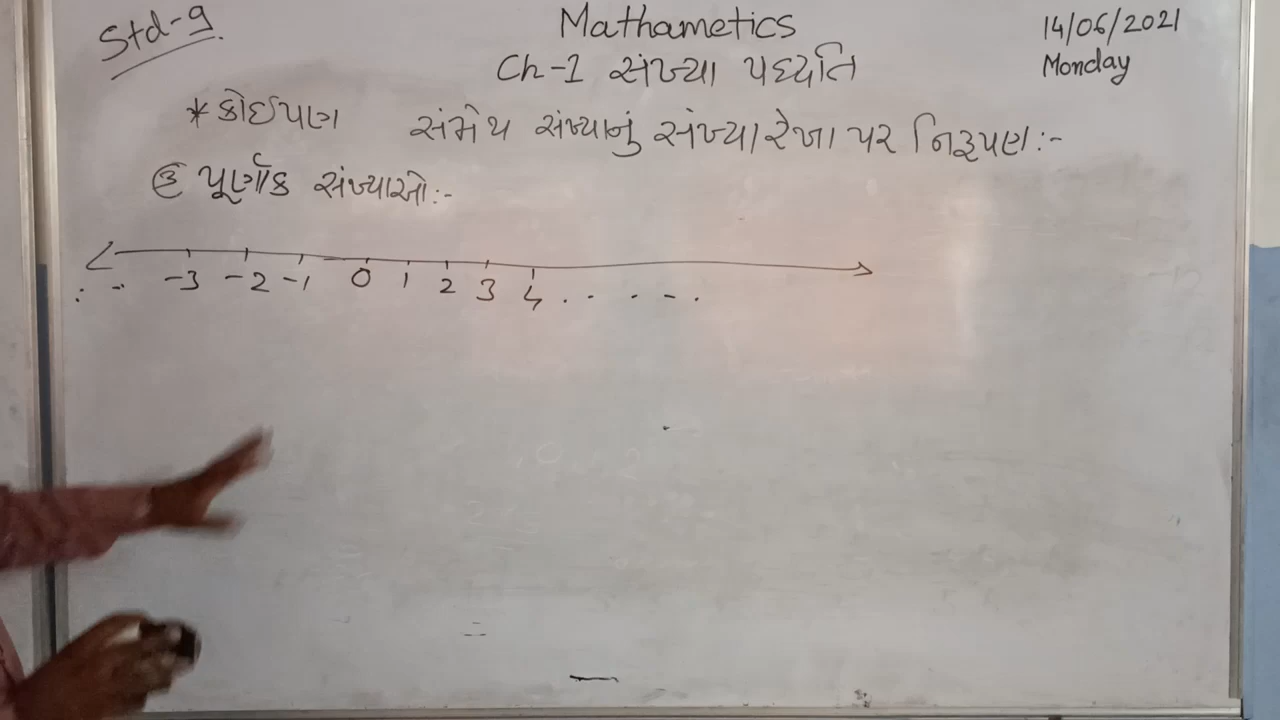 Std-9
Mathametics
14/06/2021
Monday
Ch-1 સંખ્યા પદ્ધતિ
* કોઈપણ સંમેય સંખ્યાનું સંખ્યારેખા પર નિરૂપણ:-
પૂર્ણાંક સંખ્યાઓ:-
-3 -2 -1 0 1 2 3 4 . . . . - .